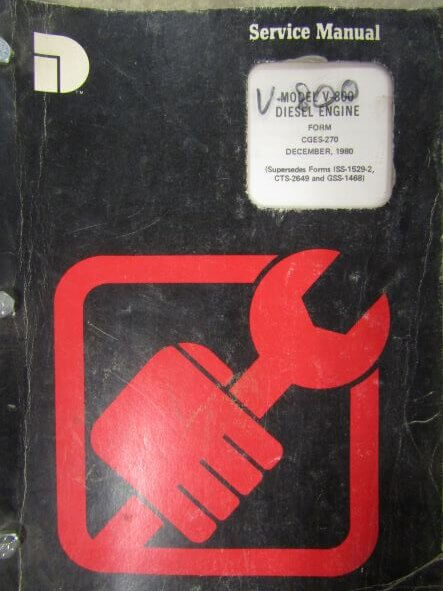 Service Manual
V-800
MODEL V-800
DIESEL ENGINE
FORM
CGES-270
DECEMBER, 1980
(Supersedes Forms ISS-1529-2,
CTS-2649 and GSS-1468)
TM